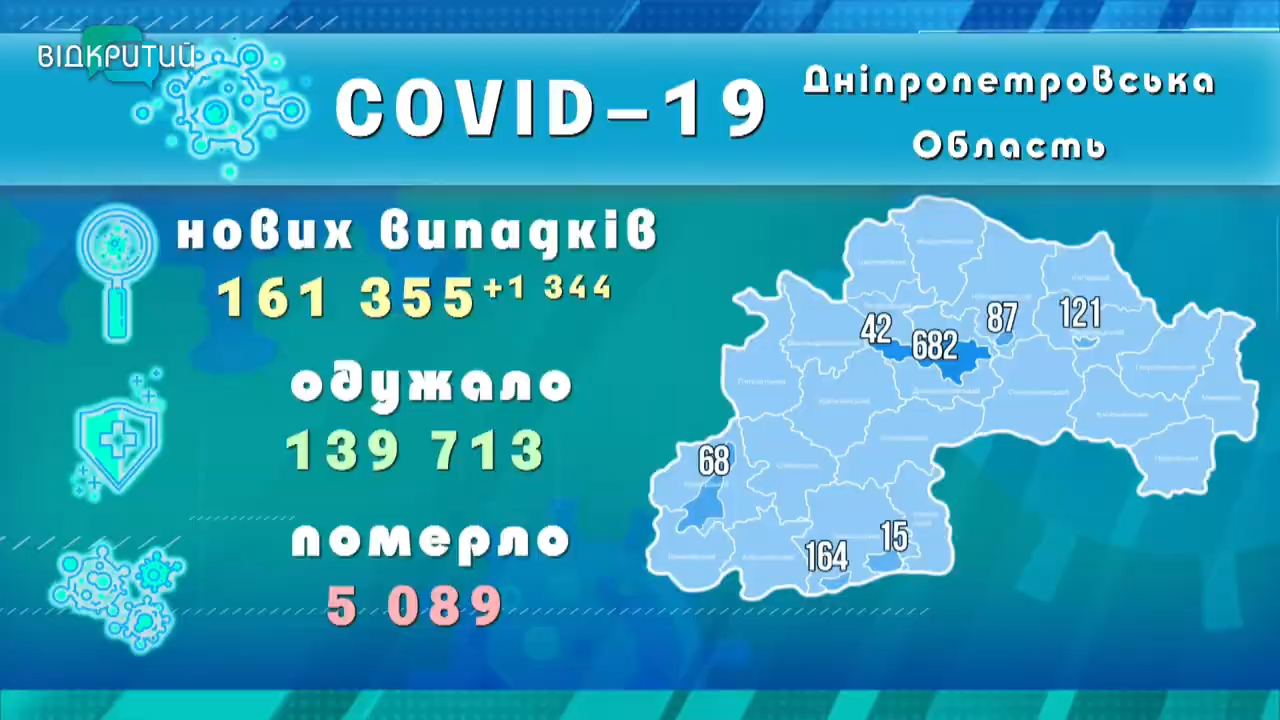 ВІДКРИТИЙ
COVID-19
Дніпропетровська
Область
нових випадків
161 355 +1 344
одужало
139 713
померло
5 089
42
682
87
121
68
164
15